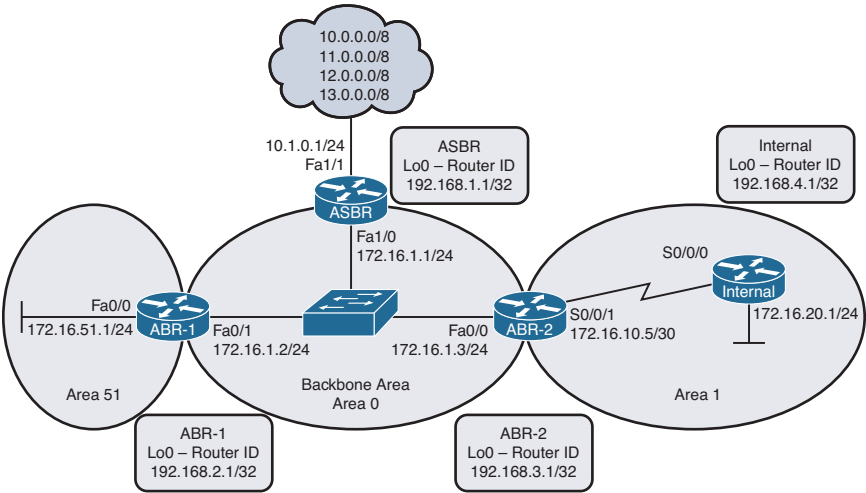 10.0.0.0/8
11.0.0.0/8
12.0.0.0/8
13.0.0.0/8
10.1.0.1/24
Fa1/1
ASBR
Lo0 – Router ID
192.168.1.1/32
Internal
Lo0 – Router ID
192.168.4.1/32
ASBR
Fa1/0
172.16.1.1/24
S0/0/0
Internal
Fa0/0
172.16.51.1/24
ABR-1
Fa0/1
172.16.1.2/24
Fa0/0
172.16.1.3/24
ABR-2
S0/0/1
172.16.10.5/30
172.16.20.1/24
Area 51
Backbone Area
Area 0
Area 1
ABR-1
Lo0 – Router ID
192.168.2.1/32
ABR-2
Lo0 – Router ID
192.168.3.1/32